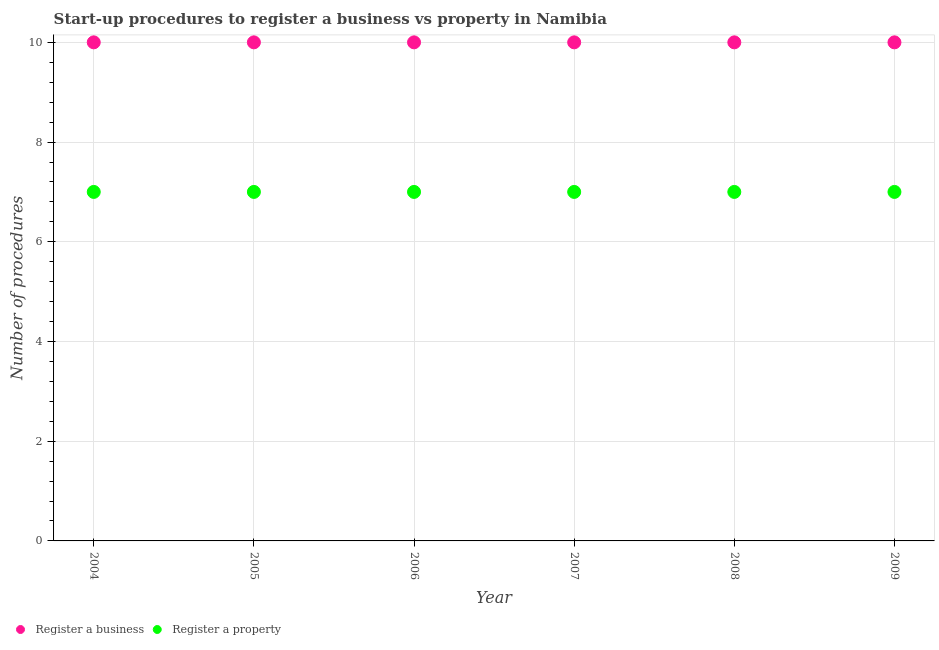 Start-up procedures to register a business vs property in Namibia
Number of procedures
10
8
6
4
2
0
2004
2005
2006
2007
2008
2009
Year
Register a business
Register a property